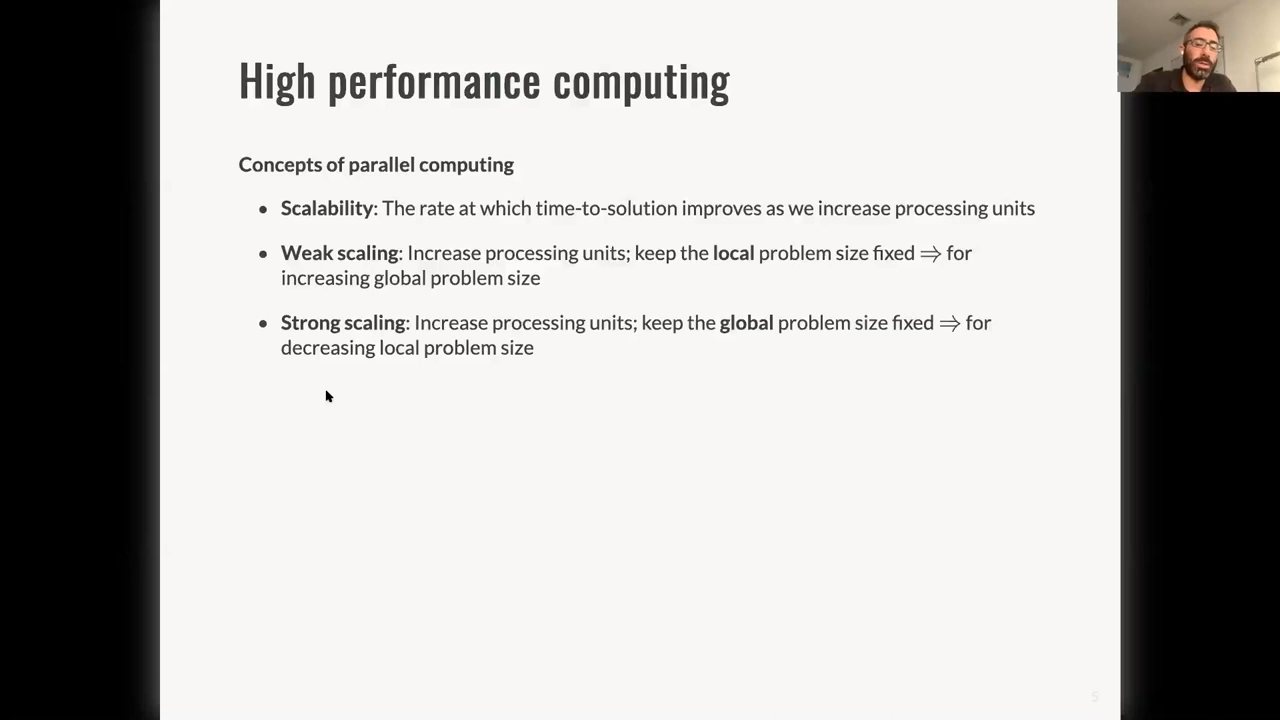 High performance computing
Concepts of parallel computing
• Scalability: The rate at which time-to-solution improves as we increase processing units
• Weak scaling: Increase processing units; keep the local problem size fixed ⇒ for
increasing global problem size
• Strong scaling: Increase processing units; keep the global problem size fixed ⇒ for
decreasing local problem size
5